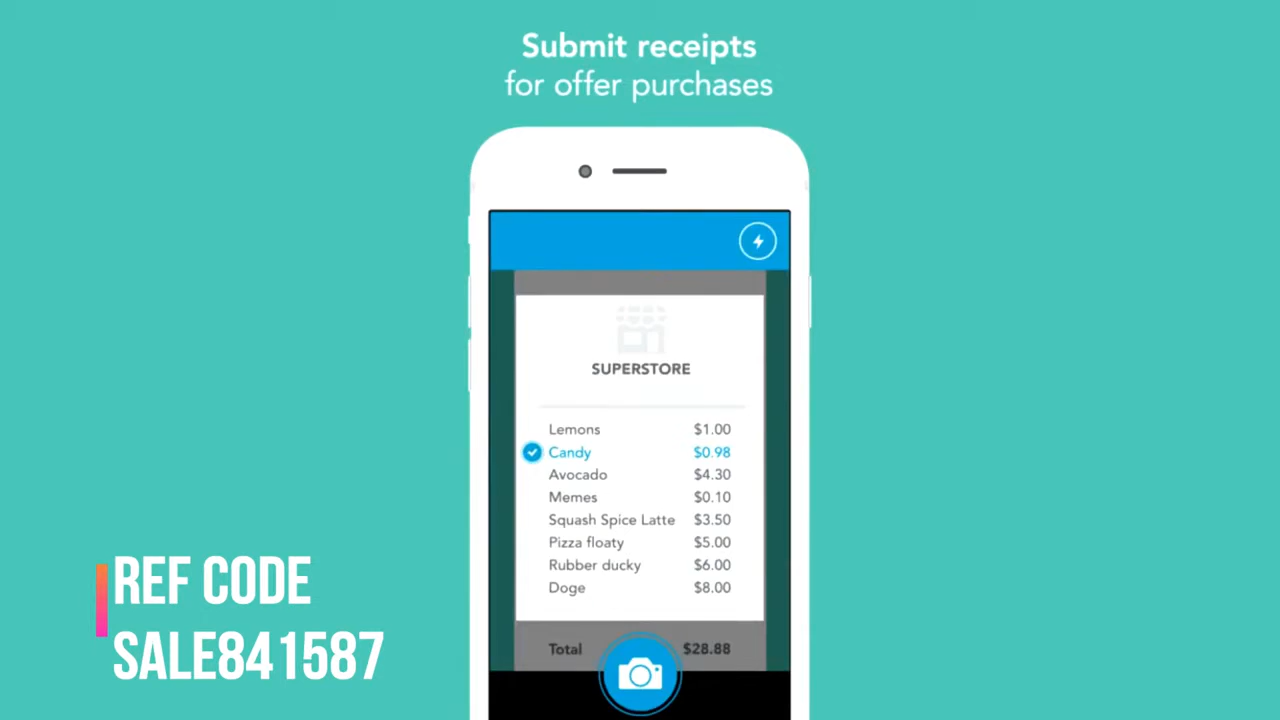 Submit receipts
for offer purchases
SUPERSTORE
Lemons $1.00
Candy $0.98
Avocado $4.30
Memes $0.10
Squash Spice Latte $3.50
Pizza floaty $5.00
Rubber ducky $6.00
Doge $8.00
Total $28.88
REF CODE
SALE841587